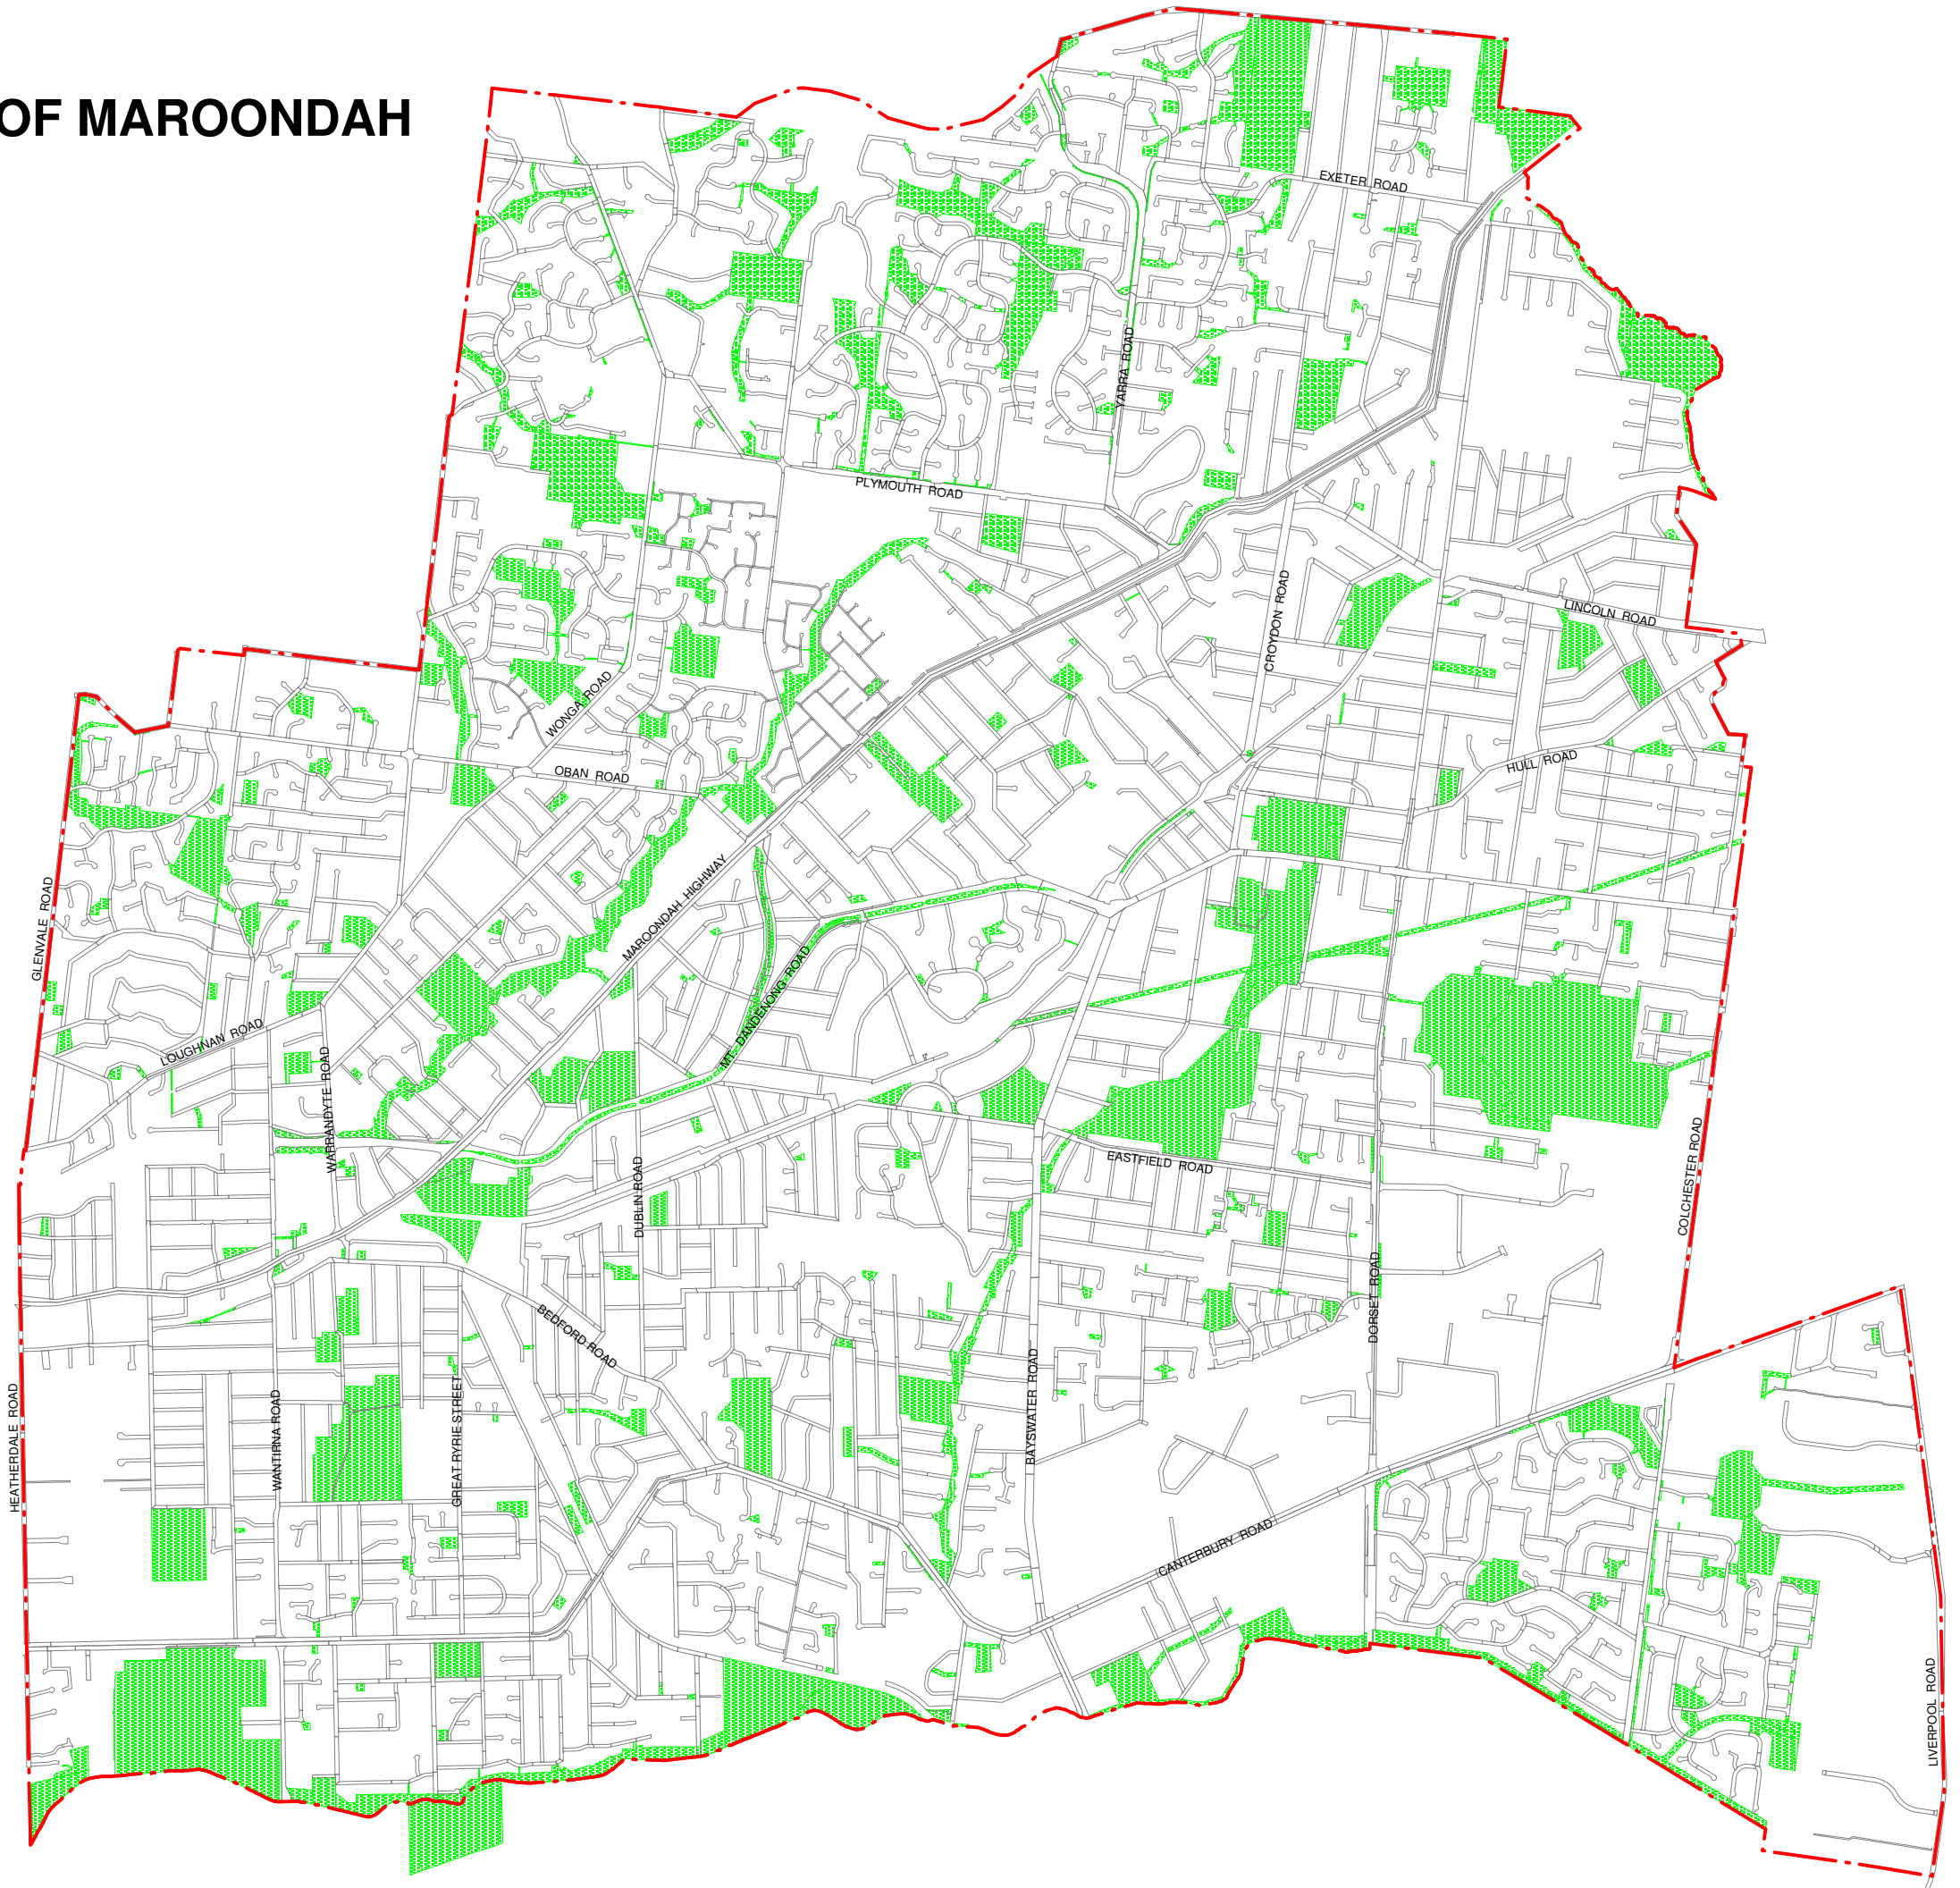 OF MAROONDAH
EXETER ROAD
YARRA ROAD
PLYMOUTH ROAD
CROYDON ROAD
LINCOLN ROAD
WONGA ROAD
OBAN ROAD
HULL ROAD
MAROONDAH HIGHWAY
GLENVALE ROAD
MT. DANDENONG ROAD
LOUGHNAN ROAD
WARRANDYTE ROAD
EASTFIELD ROAD
DUBLIN ROAD
COLCHESTER ROAD
BEDFORD ROAD
DORSET ROAD
HEATHERDALE ROAD
WANTIRNA ROAD
GREAT RYRIE STREET
BAYSWATER ROAD
CANTERBURY ROAD
LIVERPOOL ROAD